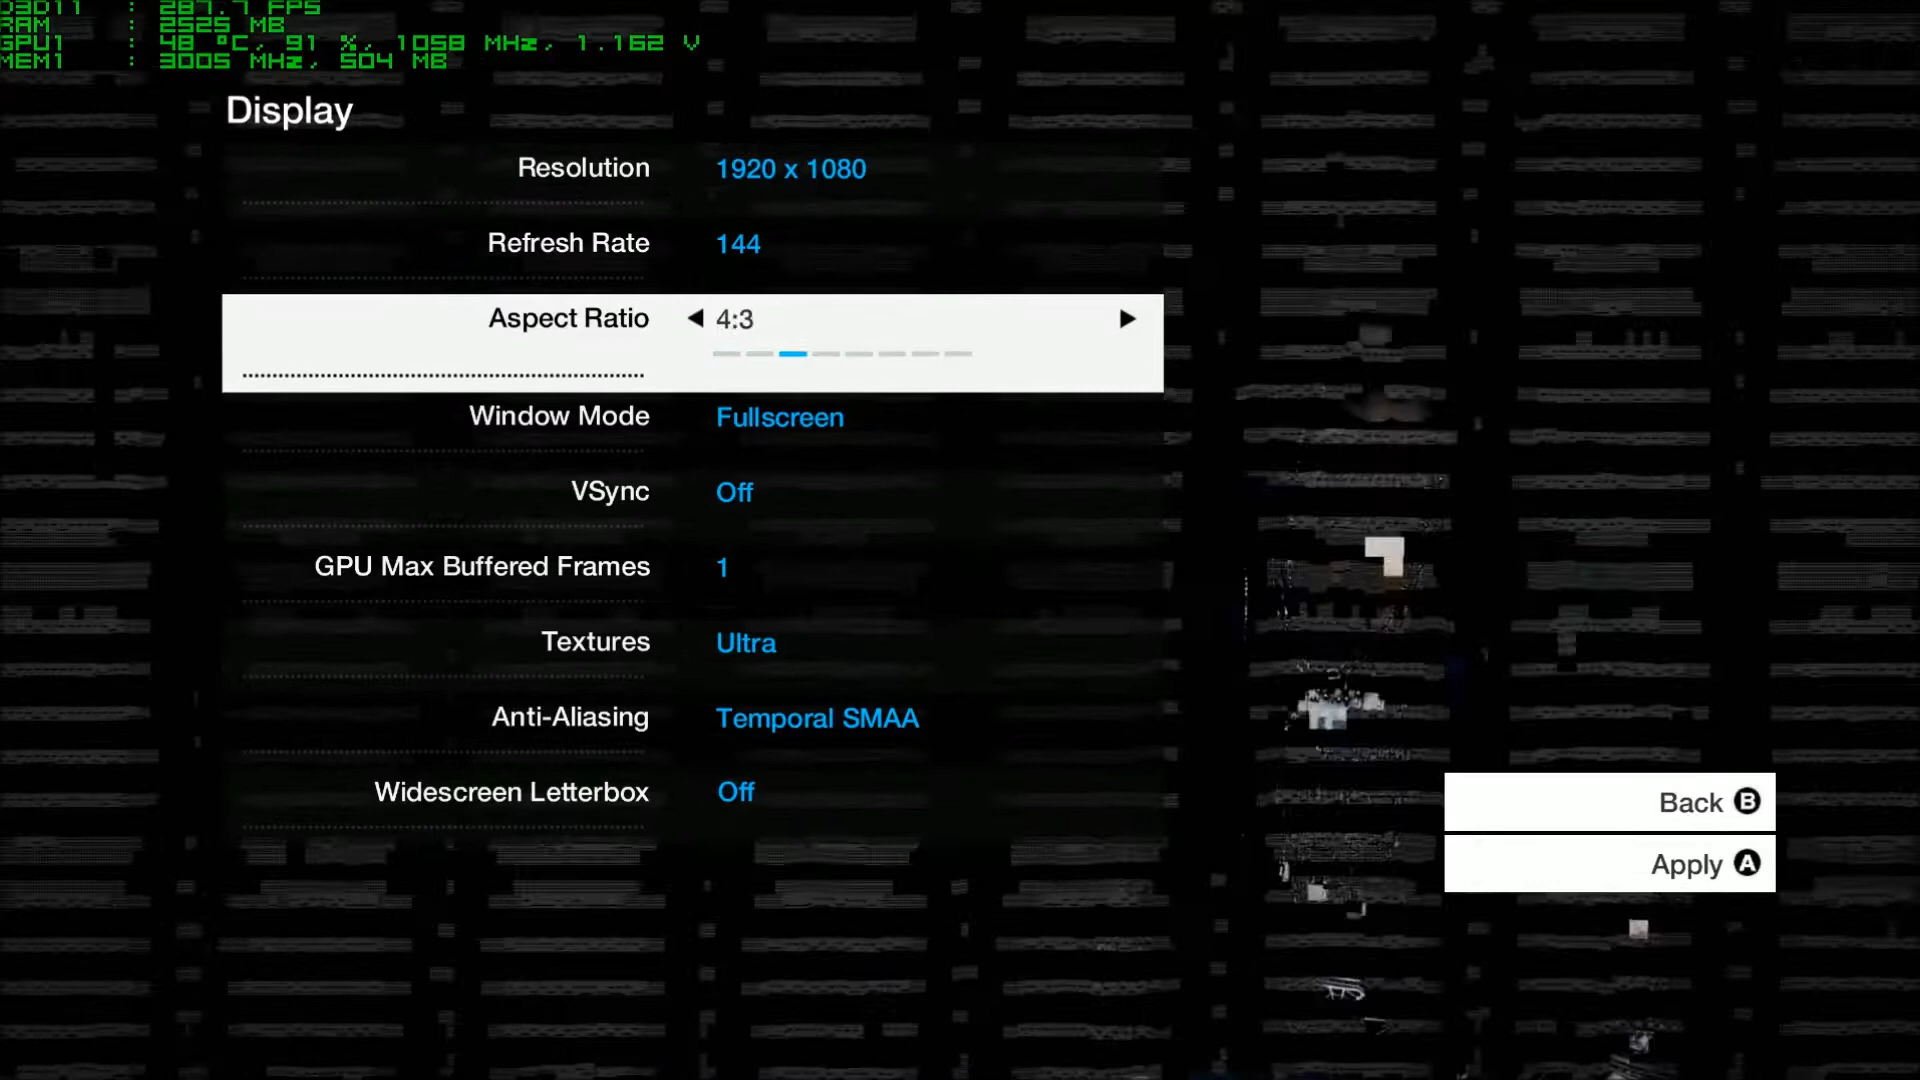 D3D11 : 287.7 FPS
RAM : 2525 MB
GPU1 : 48 °C, 91 %, 1058 MHz, 1.162 V
MEM1 : 3005 MHz, 504 MB
Display
Resolution 1920 x 1080
Refresh Rate 144
Aspect Ratio 4:3
Window Mode Fullscreen
VSync Off
GPU Max Buffered Frames 1
Textures Ultra
Anti-Aliasing Temporal SMAA
Widescreen Letterbox Off
Back B
Apply A